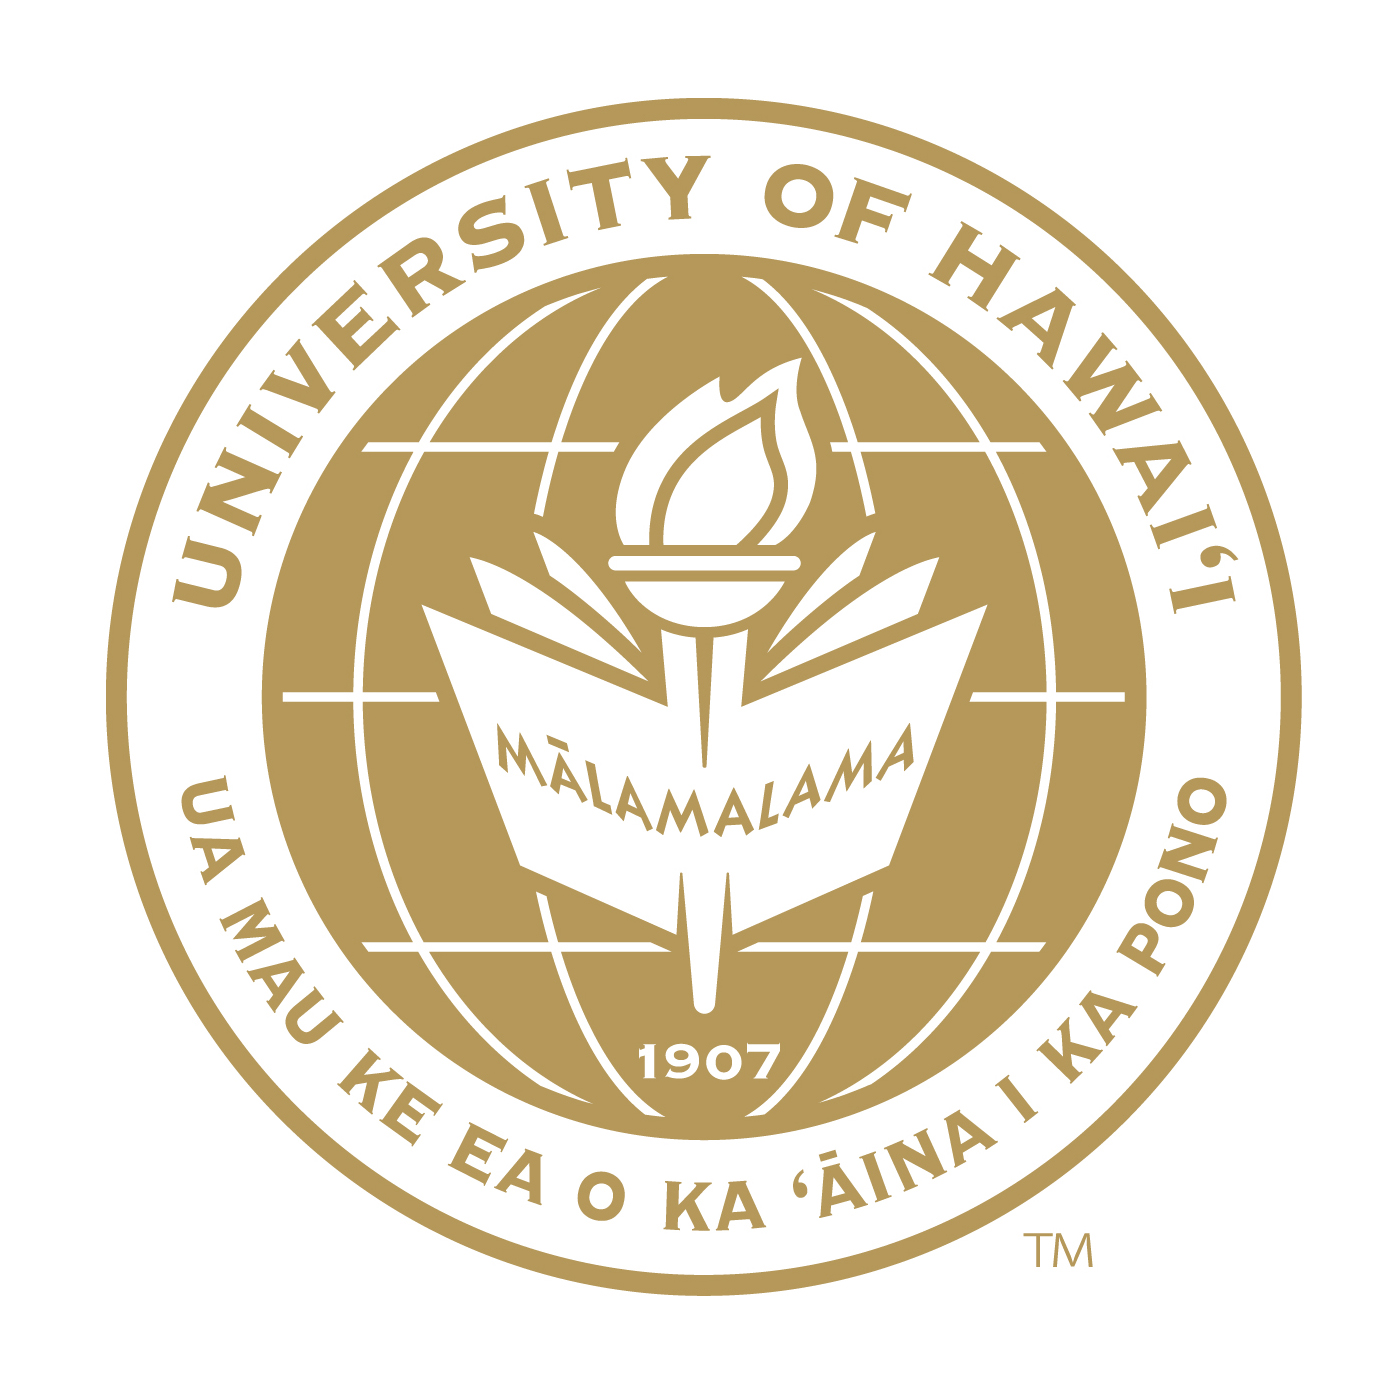 UNIVERSITY OF HAWAIʻI
MĀLAMALAMA
1907
UA MAU KE EA O KA ʻĀINA I KA PONO
TM